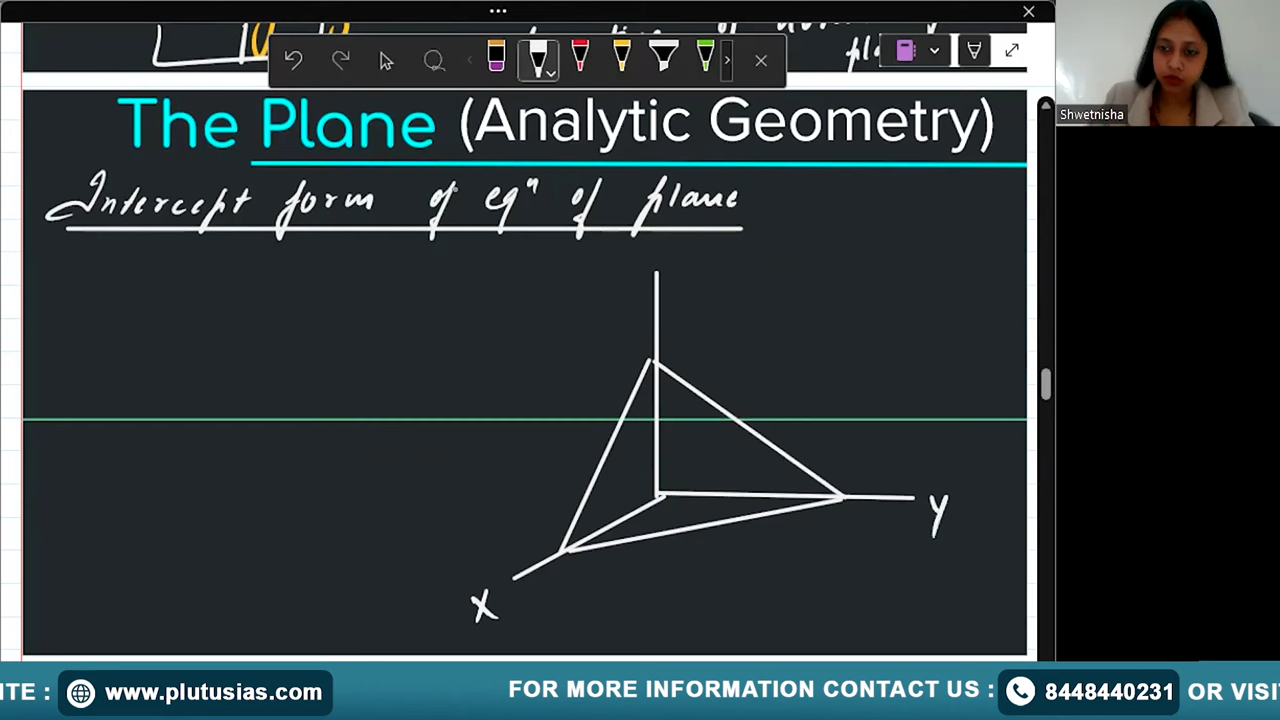 The Plane (Analytic Geometry)
Shwetnisha
Intercept form of eqn of plane
y
x
ITE : www.plutusias.com FOR MORE INFORMATION CONTACT US : 8448440231 OR VISI